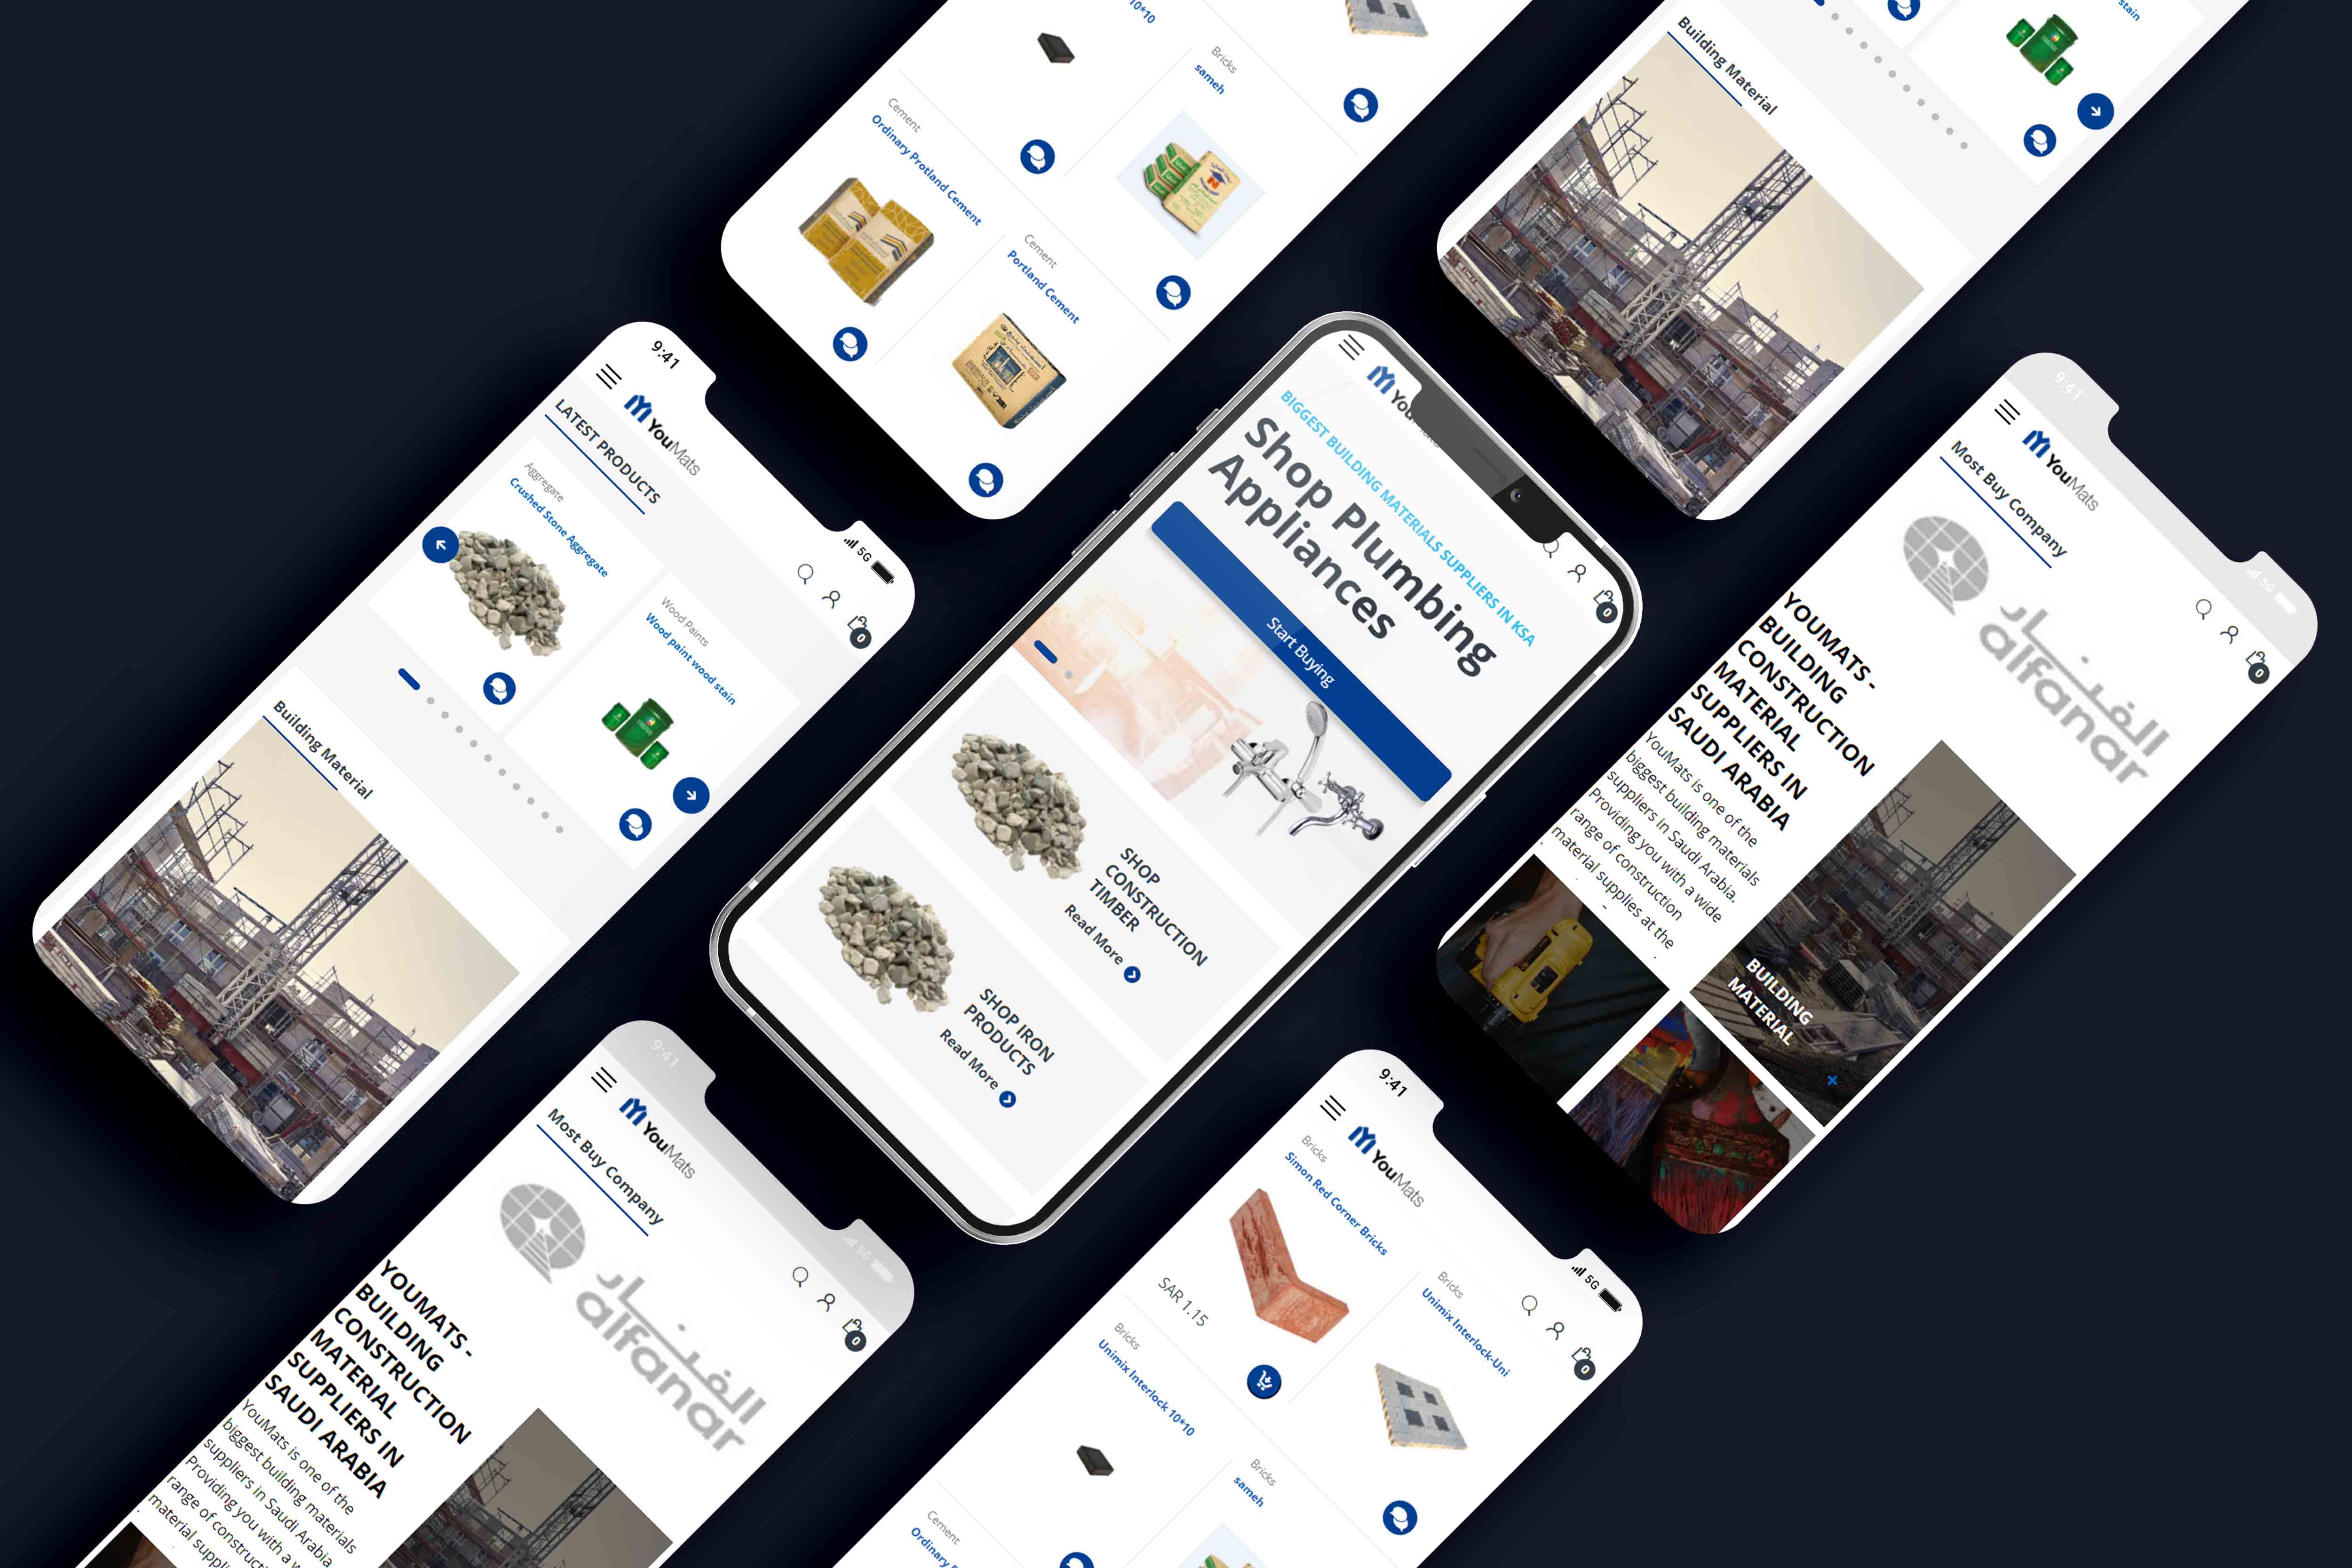 10*10
Bricks
sameh
Cement
Ordinary Protland Cement
Cement
Portland Cement
stain
Building Material
9:41
5G
YouMats
0
LATEST PRODUCTS
Aggregate
Crushed Stone Aggregate
Wood Paints
Wood paint wood stain
Building Material
BIGGEST BUILDING MATERIALS SUPPLIERS IN KSA
Shop Plumbing
Appliances
Start Buying
0
SHOP
CONSTRUCTION
TIMBER
Read More
SHOP IRON
PRODUCTS
Read More
9:41
5G
YouMats
0
Most Buy Company
الفنار
alfanar
YOUMATS -
BUILDING
CONSTRUCTION
MATERIAL
SUPPLIERS IN
SAUDI ARABIA
YouMats is one of the
biggest building materials
suppliers in Saudi Arabia.
Providing you with a wide
range of construction
material supplies at the
BUILDING
MATERIAL
9:41
5G
YouMats
0
Most Buy Company
الفنار
alfanar
YOUMATS -
BUILDING
CONSTRUCTION
MATERIAL
SUPPLIERS IN
SAUDI ARABIA
YouMats is one of the
biggest building materials
suppliers in Saudi Arabia.
Providing you with a
range of construct
material suppl
9:41
5G
YouMats
0
Bricks
Simon Red Corner Bricks
SAR 1.15
Bricks
Unimix Interlock-Uni
Bricks
Unimix Interlock 10*10
Bricks
sameh
Cement
Ordinary